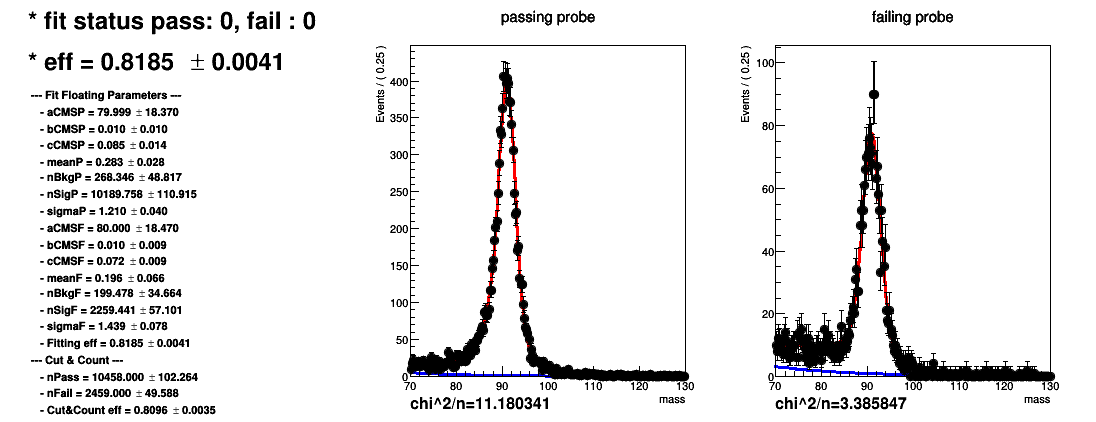 * fit status pass: 0, fail : 0
* eff = 0.8185 ± 0.0041
--- Fit Floating Parameters ---
- aCMSP = 79.999 ± 18.370
- bCMSP = 0.010 ± 0.010
- cCMSP = 0.085 ± 0.014
- meanP = 0.283 ± 0.028
- nBkgP = 268.346 ± 48.817
- nSigP = 10189.758 ± 110.915
- sigmaP = 1.210 ± 0.040
- aCMSF = 80.000 ± 18.470
- bCMSF = 0.010 ± 0.009
- cCMSF = 0.072 ± 0.009
- meanF = 0.196 ± 0.066
- nBkgF = 199.478 ± 34.664
- nSigF = 2259.441 ± 57.101
- sigmaF = 1.439 ± 0.078
- Fitting eff = 0.8185 ± 0.0041
--- Cut & Count ---
- nPass = 10458.000 ± 102.264
- nFail = 2459.000 ± 49.588
- Cut&Count eff = 0.8096 ± 0.0035
passing probe
Events / ( 0.25 )
400
350
300
250
200
150
100
50
0
70 80 90 100 110 120 130
mass
chi^2/n=11.180341
failing probe
Events / ( 0.25 )
100
80
60
40
20
0
70 80 90 100 110 120 130
mass
chi^2/n=3.385847